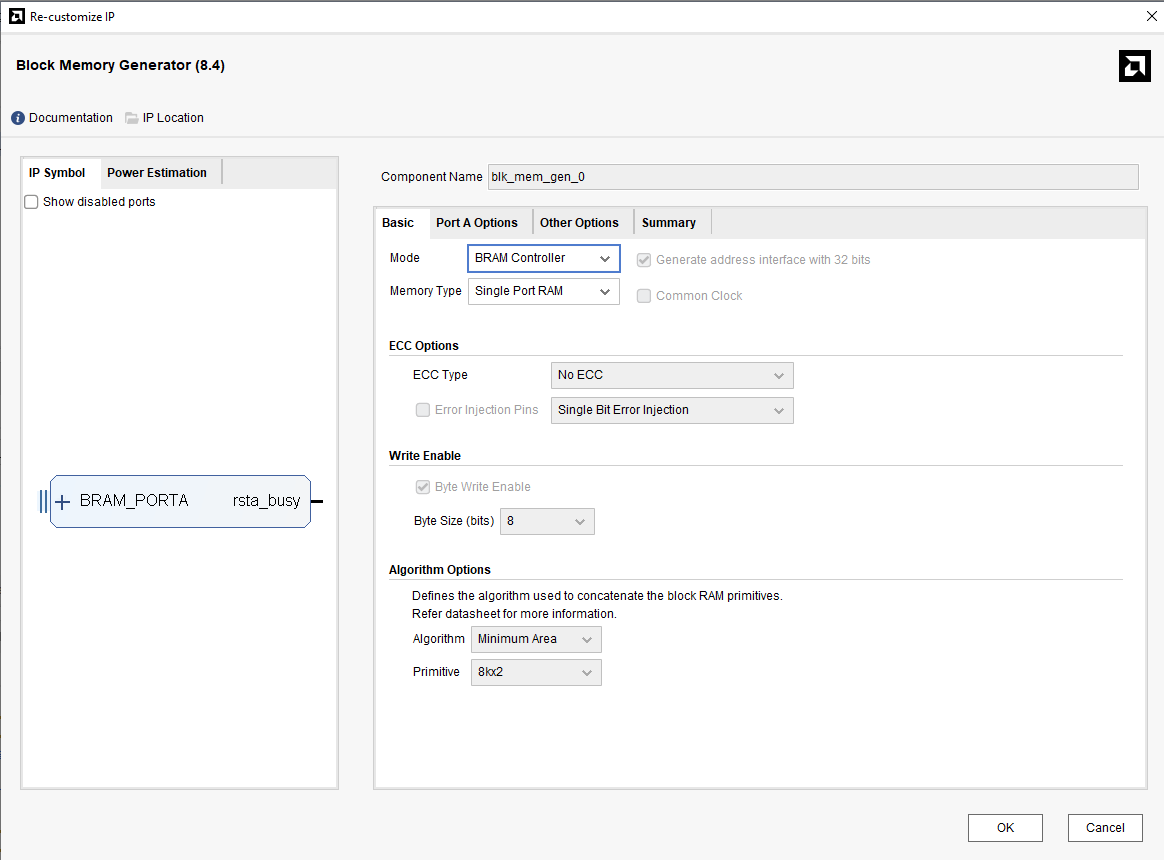 Re-customize IP
Block Memory Generator (8.4)
Documentation IP Location
IP Symbol Power Estimation
Show disabled ports
BRAM_PORTA rsta_busy
Component Name blk_mem_gen_0
Basic Port A Options Other Options Summary
Mode BRAM Controller Generate address interface with 32 bits
Memory Type Single Port RAM Common Clock
ECC Options
ECC Type No ECC
Error Injection Pins Single Bit Error Injection
Write Enable
Byte Write Enable
Byte Size (bits) 8
Algorithm Options
Defines the algorithm used to concatenate the block RAM primitives.
Refer datasheet for more information.
Algorithm Minimum Area
Primitive 8kx2
OK Cancel